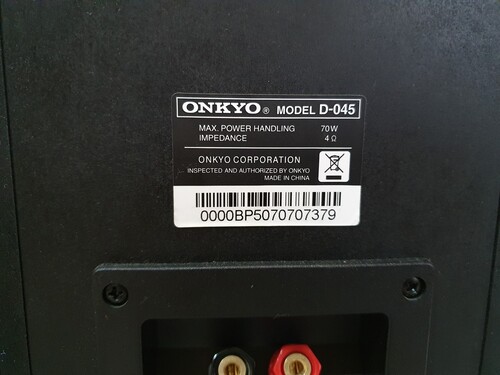 ONKYO® MODEL D-045
MAX. POWER HANDLING 70W
IMPEDANCE 4 Ω
ONKYO CORPORATION
INSPECTED AND AUTHORIZED BY ONKYO
MADE IN CHINA
0000BP5070707379